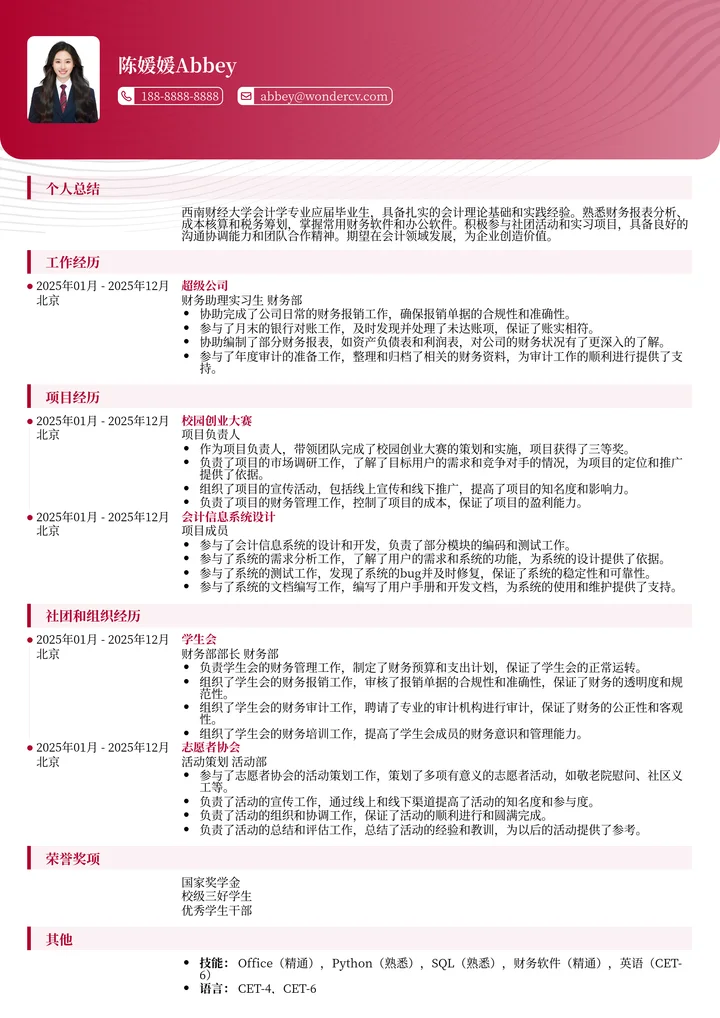 陈媛媛Abbey
188-8888-8888
abbey@wondercv.com
个人总结
西南财经大学会计学专业应届毕业生，具备扎实的会计理论基础和实践经验。熟悉财务报表分析、
成本核算和税务筹划，掌握常用财务软件和办公软件。积极参与社团活动和实习项目，具备良好的
沟通协调能力和团队合作精神。期望在会计领域发展，为企业创造价值。
工作经历
2025年01月 - 2025年12月
北京
超级公司
财务助理实习生 财务部
• 协助完成了公司日常的财务报销工作，确保报销单据的合规性和准确性。
• 参与了月末的银行对账工作，及时发现并处理了未达账项，保证了账实相符。
• 协助编制了部分财务报表，如资产负债表和利润表，对公司的财务状况有了更深入的了解。
• 参与了年度审计的准备工作，整理和归档了相关的财务资料，为审计工作的顺利进行提供了支
持。
项目经历
2025年01月 - 2025年12月
北京
校园创业大赛
项目负责人
• 作为项目负责人，带领团队完成了校园创业大赛的策划和实施，项目获得了三等奖。
• 负责了项目的市场调研工作，了解了目标用户的需求和竞争对手的情况，为项目的定位和推广
提供了依据。
• 组织了项目的宣传活动，包括线上宣传和线下推广，提高了项目的知名度和影响力。
• 负责了项目的财务管理工作，控制了项目的成本，保证了项目的盈利能力。
2025年01月 - 2025年12月
北京
会计信息系统设计
项目成员
• 参与了会计信息系统的设计和开发，负责了部分模块的编码和测试工作。
• 参与了系统的需求分析工作，了解了用户的需求和系统的功能，为系统的设计提供了依据。
• 参与了系统的测试工作，发现了系统的bug并及时修复，保证了系统的稳定性和可靠性。
• 参与了系统的文档编写工作，编写了用户手册和开发文档，为系统的使用和维护提供了支持。
社团和组织经历
2025年01月 - 2025年12月
北京
学生会
财务部部长 财务部
• 负责学生会的财务管理工作，制定了财务预算和支出计划，保证了学生会的正常运转。
• 组织了学生会的财务报销工作，审核了报销单据的合规性和准确性，保证了财务的透明度和规
范性。
• 组织了学生会的财务审计工作，聘请了专业的审计机构进行审计，保证了财务的公正性和客观
性。
• 组织了学生会的财务培训工作，提高了学生会成员的财务意识和管理能力。
2025年01月 - 2025年12月
北京
志愿者协会
活动策划 活动部
• 参与了志愿者协会的活动策划工作，策划了多项有意义的志愿者活动，如敬老院慰问、社区义
工等。
• 负责了活动的宣传工作，通过线上和线下渠道提高了活动的知名度和参与度。
• 负责了活动的组织和协调工作，保证了活动的顺利进行和圆满完成。
• 负责了活动的总结和评估工作，总结了活动的经验和教训，为以后的活动提供了参考。
荣誉奖项
国家奖学金
校级三好学生
优秀学生干部
其他
• 技能： Office（精通），Python（熟悉），SQL（熟悉），财务软件（精通），英语（CET-
6）
• 语言： CET-4、CET-6